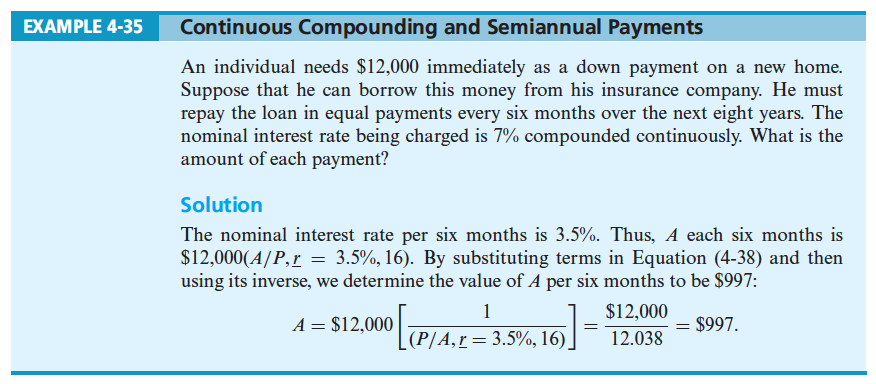 EXAMPLE 4-35 Continuous Compounding and Semiannual Payments
An individual needs $12,000 immediately as a down payment on a new home.
Suppose that he can borrow this money from his insurance company. He must
repay the loan in equal payments every six months over the next eight years. The
nominal interest rate being charged is 7% compounded continuously. What is the
amount of each payment?
Solution
The nominal interest rate per six months is 3.5%. Thus, A each six months is
$12,000(A/P, r = 3.5%, 16). By substituting terms in Equation (4-38) and then
using its inverse, we determine the value of A per six months to be $997:
A = $12,000 [ 1 / (P/A, r = 3.5%, 16) ] = $12,000 / 12.038 = $997.